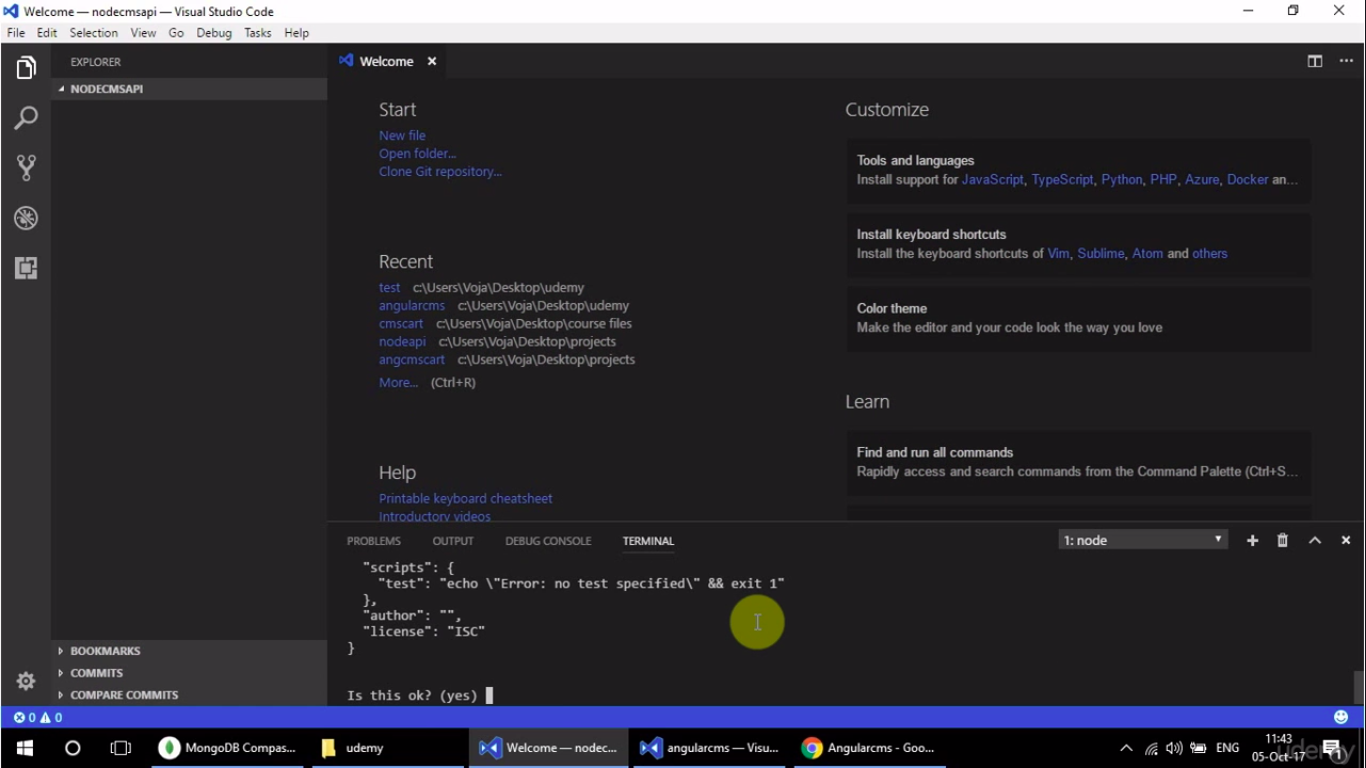 Welcome — nodecmsapi — Visual Studio Code
File Edit Selection View Go Debug Tasks Help
EXPLORER
NODECMSAPI
BOOKMARKS
COMMITS
COMPARE COMMITS
Welcome
Start
New file
Open folder...
Clone Git repository...
Recent
test c:\Users\Voja\Desktop\udemy
angularcms c:\Users\Voja\Desktop\udemy
cmscart c:\Users\Voja\Desktop\course files
nodeapi c:\Users\Voja\Desktop\projects
angcmscart c:\Users\Voja\Desktop\projects
More... (Ctrl+R)
Help
Printable keyboard cheatsheet
Introductory videos
Customize
Tools and languages
Install support for JavaScript, TypeScript, Python, PHP, Azure, Docker an...
Install keyboard shortcuts
Install the keyboard shortcuts of Vim, Sublime, Atom and others
Color theme
Make the editor and your code look the way you love
Learn
Find and run all commands
Rapidly access and search commands from the Command Palette (Ctrl+S...
PROBLEMS OUTPUT DEBUG CONSOLE TERMINAL 1: node
"scripts": {
"test": "echo \"Error: no test specified\" && exit 1"
},
"author": "",
"license": "ISC"
}
Is this ok? (yes)
0 0
MongoDB Compas... udemy Welcome — nodec... angularcms — Visu... Angularcms - Goo... ENG
11:43
05-Oct-17
1
udemy